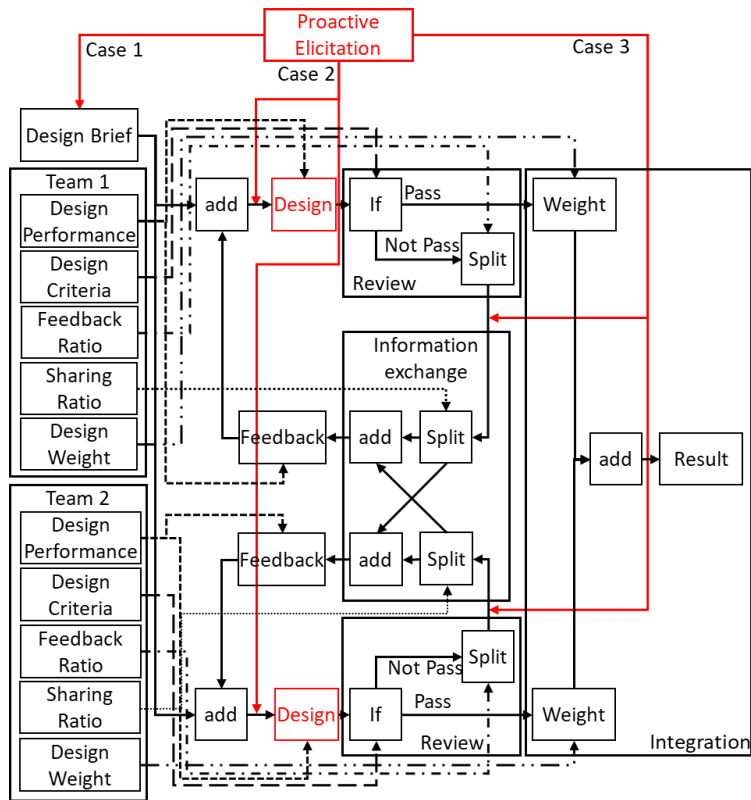 Proactive
Elicitation
Case 1
Case 2
Case 3
Design Brief
Team 1
Design
Performance
Design
Criteria
Feedback
Ratio
Sharing
Ratio
Design
Weight
add
Design
If
Pass
Not Pass
Split
Review
Weight
Information
exchange
Feedback
add
Split
add
Result
Team 2
Design
Performance
Design
Criteria
Feedback
Ratio
Sharing
Ratio
Design
Weight
Feedback
add
Split
add
Design
If
Not Pass
Split
Pass
Review
Weight
Integration